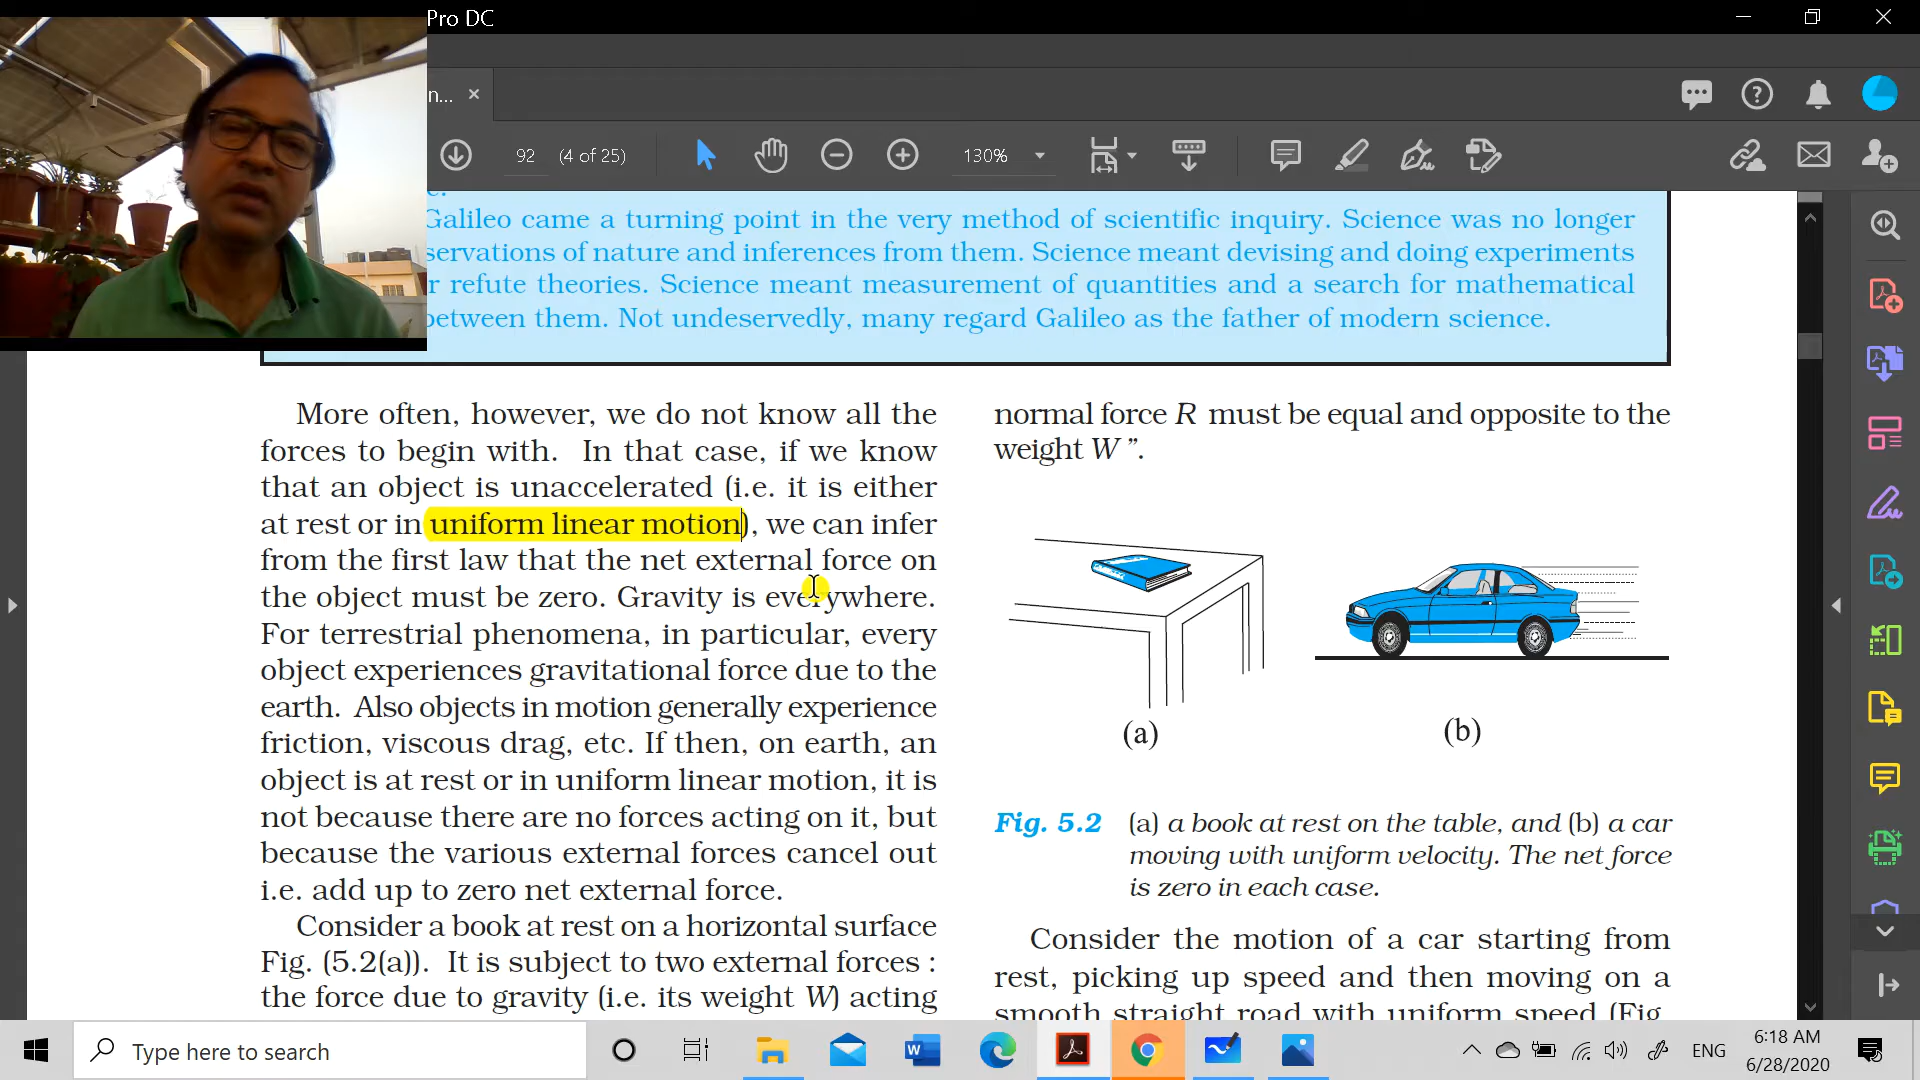 Pro DC
n...
92 (4 of 25)
130%
e.
Galileo came a turning point in the very method of scientific inquiry. Science was no longer
servations of nature and inferences from them. Science meant devising and doing experiments
r refute theories. Science meant measurement of quantities and a search for mathematical
between them. Not undeservedly, many regard Galileo as the father of modern science.
More often, however, we do not know all the
forces to begin with. In that case, if we know
that an object is unaccelerated (i.e. it is either
at rest or in uniform linear motion), we can infer
from the first law that the net external force on
the object must be zero. Gravity is everywhere.
For terrestrial phenomena, in particular, every
object experiences gravitational force due to the
earth. Also objects in motion generally experience
friction, viscous drag, etc. If then, on earth, an
object is at rest or in uniform linear motion, it is
not because there are no forces acting on it, but
because the various external forces cancel out
i.e. add up to zero net external force.
Consider a book at rest on a horizontal surface
Fig. (5.2(a)). It is subject to two external forces :
the force due to gravity (i.e. its weight W) acting
normal force R must be equal and opposite to the
weight W ”.
(a)
(b)
Fig. 5.2 (a) a book at rest on the table, and (b) a car
moving with uniform velocity. The net force
is zero in each case.
Consider the motion of a car starting from
rest, picking up speed and then moving on a
smooth straight road with uniform speed (Fig.
Type here to search
ENG
6:18 AM
6/28/2020